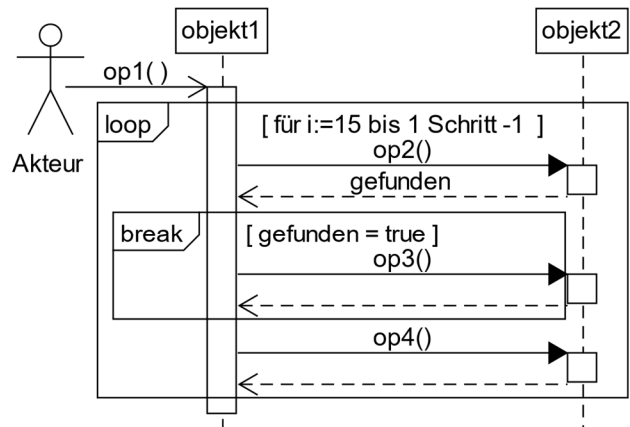 objekt1
objekt2
op1( )
loop
[ für i:=15 bis 1 Schritt -1  ]
Akteur
op2()
gefunden
break
[ gefunden = true ]
op3()
op4()